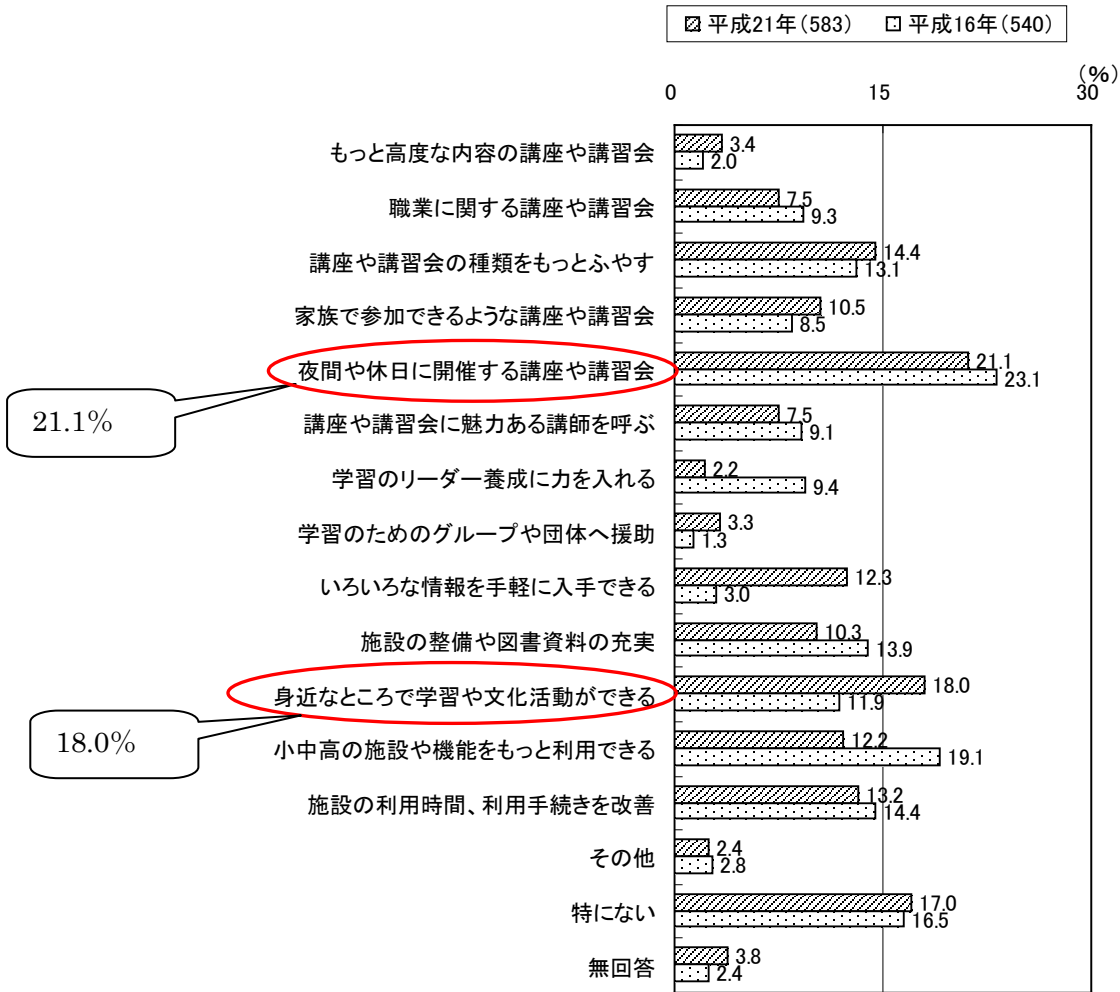 平成21年(583) 平成16年(540)
(%)
0 15 30
もっと高度な内容の講座や講習会 3.4 2.0
職業に関する講座や講習会 7.5 9.3
講座や講習会の種類をもっとふやす 14.4 13.1
家族で参加できるような講座や講習会 10.5 8.5
夜間や休日に開催する講座や講習会 21.1 23.1
21.1%
講座や講習会に魅力ある講師を呼ぶ 7.5 9.1
学習のリーダー養成に力を入れる 2.2 9.4
学習のためのグループや団体へ援助 3.3 1.3
いろいろな情報を手軽に入手できる 12.3 3.0
施設の整備や図書資料の充実 10.3 13.9
身近なところで学習や文化活動ができる 18.0 11.9
18.0%
小中高の施設や機能をもっと利用できる 12.2 19.1
施設の利用時間、利用手続きを改善 13.2 14.4
その他 2.4 2.8
特にない 17.0 16.5
無回答 3.8 2.4